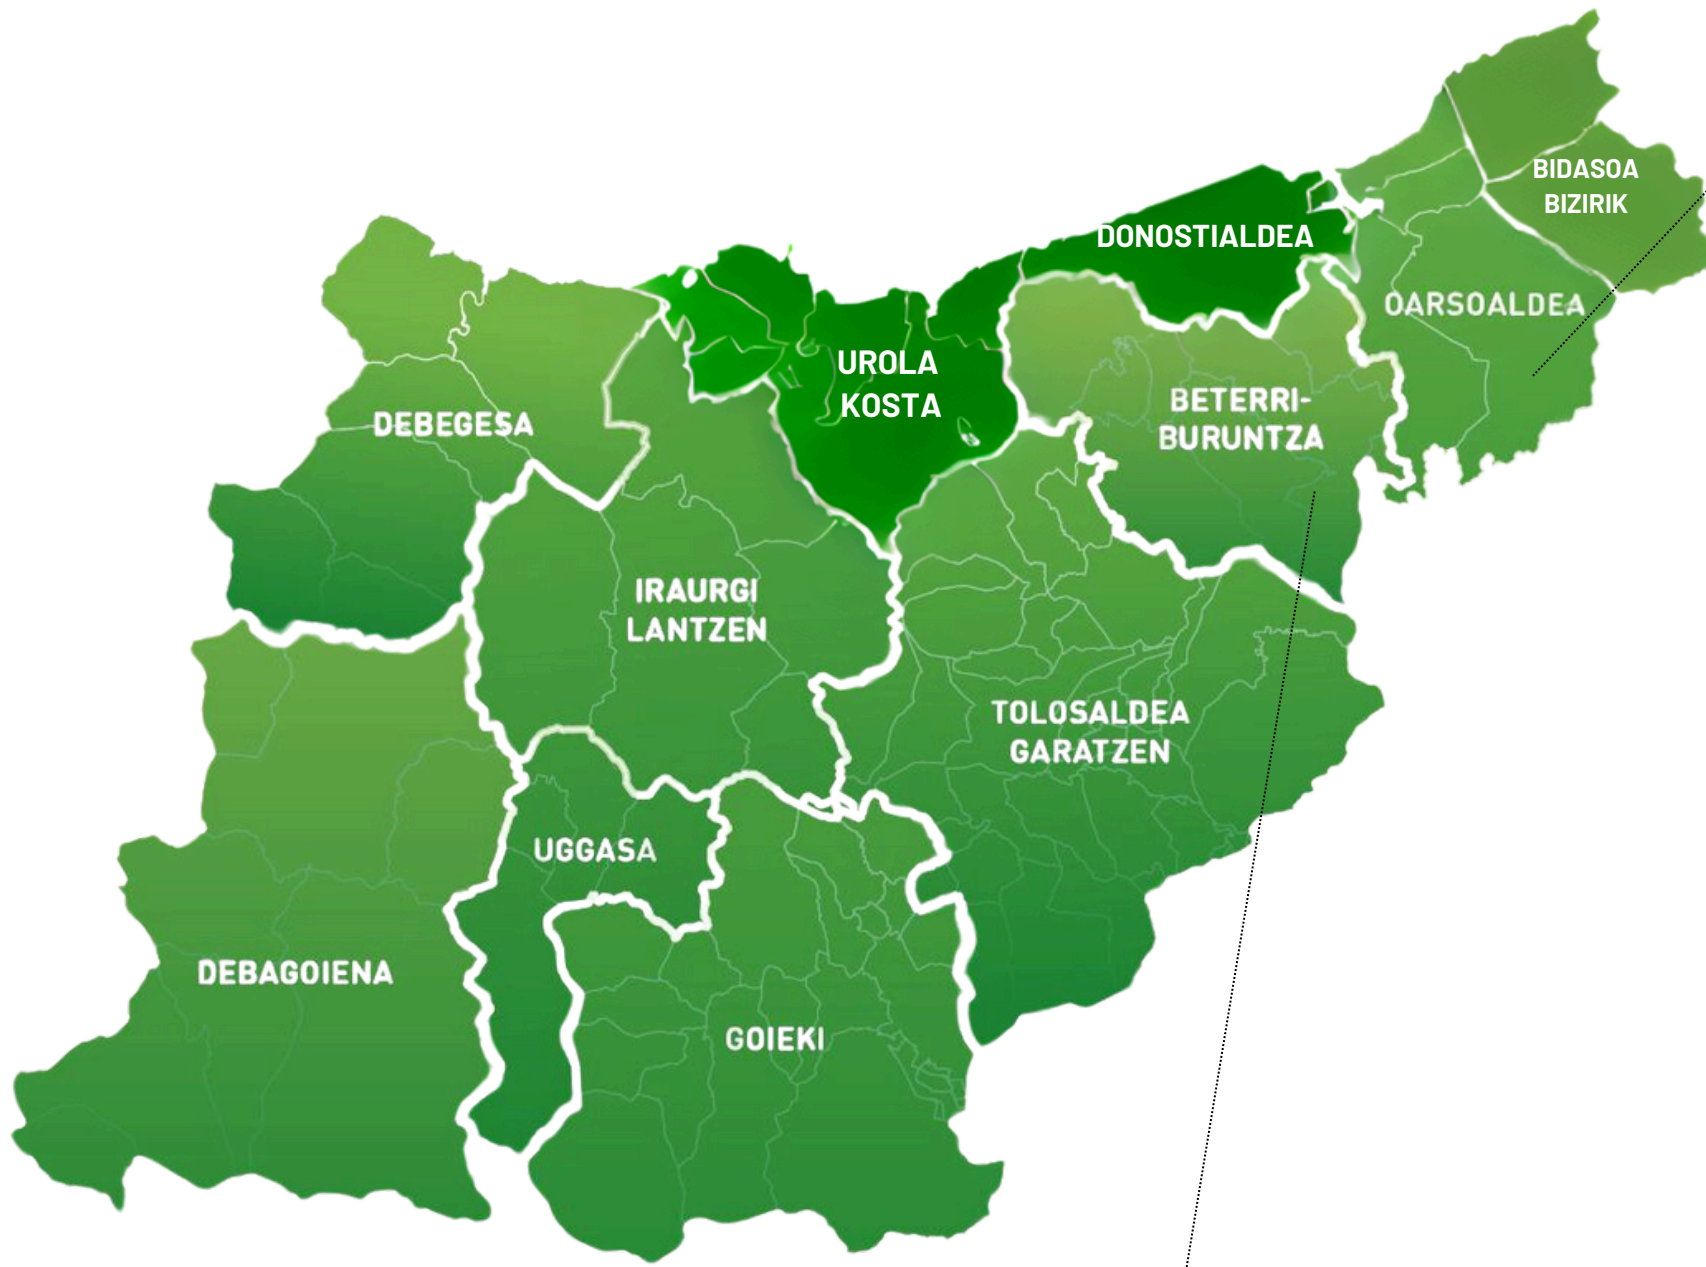 BIDASOA
BIZIRIK
DONOSTIALDEA
OARSOALDEA
UROLA
KOSTA
BETERRI-
BURUNTZA
DEBEGESA
IRAURGI
LANTZEN
TOLOSALDEA
GARATZEN
UGGASA
DEBAGOIENA
GOIEKI